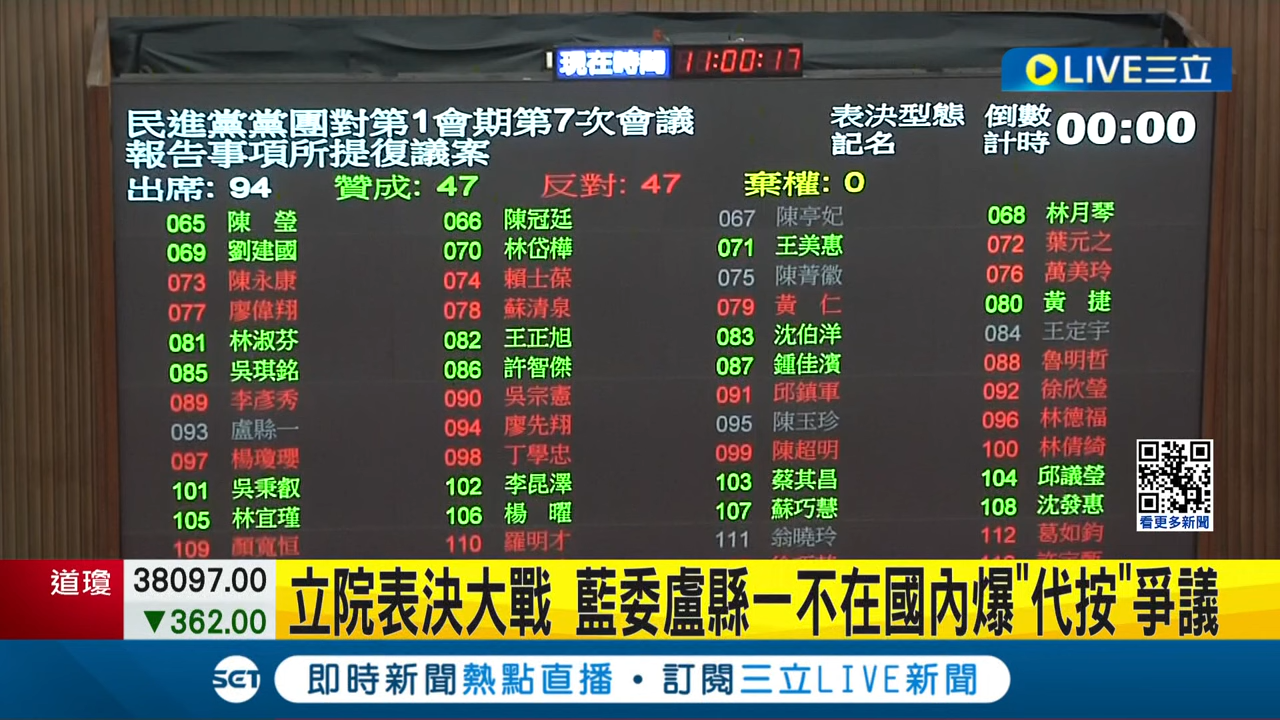 現在時間 11:00:17
LIVE三立
民進黨黨團對第1會期第7次會議
報告事項所提復議案
表決型態
記名
倒數
計時 00:00
出席: 94 贊成: 47 反對: 47 棄權: 0
065 陳 瑩 066 陳冠廷 067 陳亭妃 068 林月琴
069 劉建國 070 林岱樺 071 王美惠 072 葉元之
073 陳永康 074 賴士葆 075 陳菁徽 076 萬美玲
077 廖偉翔 078 蘇清泉 079 黃 仁 080 黃 捷
081 林淑芬 082 王正旭 083 沈伯洋 084 王定宇
085 吳琪銘 086 許智傑 087 鍾佳濱 088 魯明哲
089 李彥秀 090 吳宗憲 091 邱鎮軍 092 徐欣瑩
093 盧縣一 094 廖先翔 095 陳玉珍 096 林德福
097 楊瓊瓔 098 丁學忠 099 陳超明 100 林倩綺
101 吳秉叡 102 李昆澤 103 蔡其昌 104 邱議瑩
105 林宜瑾 106 楊 曜 107 蘇巧慧 108 沈發惠
109 顏寬恒 110 羅明才 111 翁曉玲 112 葛如鈞
看更多新聞
道瓊 38097.00
▼362.00
立院表決大戰 藍委盧縣一不在國內爆"代按"爭議
SET 即時新聞熱點直播・訂閱三立LIVE新聞